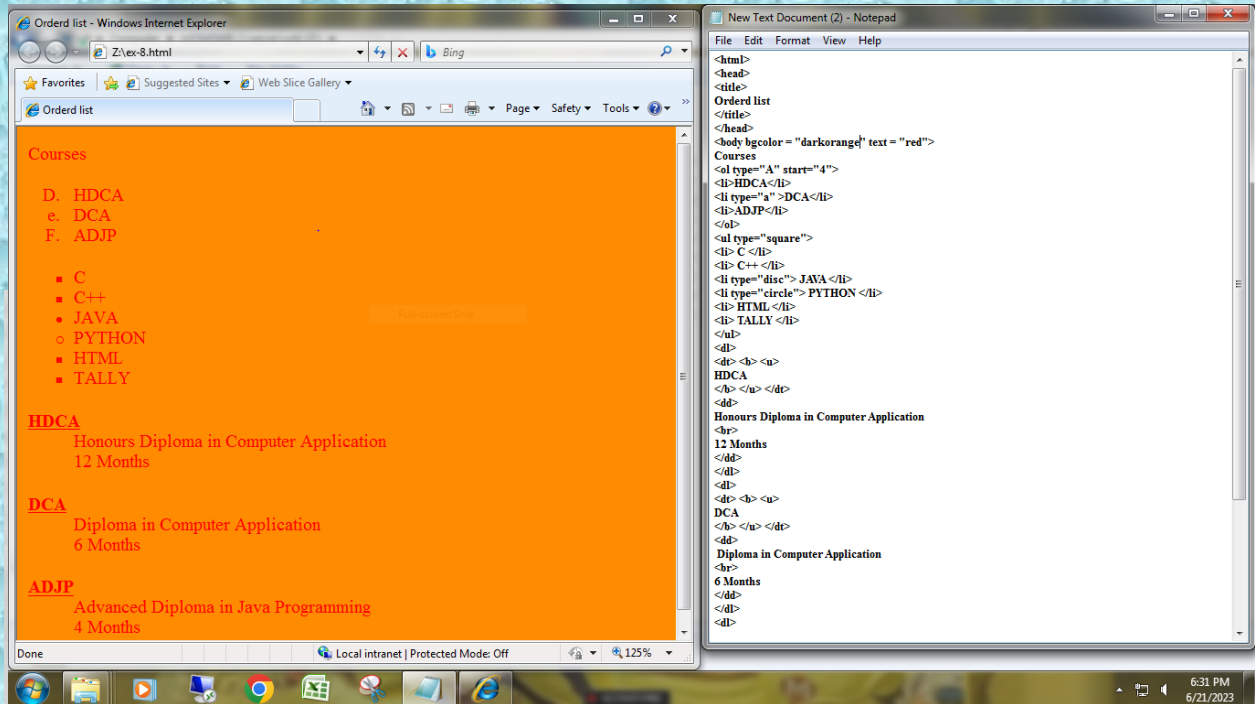 Orderd list - Windows Internet Explorer
Z:\ex-8.html
Bing
Favorites
Suggested Sites
Web Slice Gallery
Orderd list
Page
Safety
Tools
»
Courses
D. HDCA
e. DCA
F. ADJP
C
C++
JAVA
PYTHON
HTML
TALLY
Full-screen Snip
HDCA
Honours Diploma in Computer Application
12 Months
DCA
Diploma in Computer Application
6 Months
ADJP
Advanced Diploma in Java Programming
4 Months
Done
Local intranet | Protected Mode: Off
125%
New Text Document (2) - Notepad
File Edit Format View Help
<html>
<head>
<title>
Orderd list
</title>
</head>
<body bgcolor = "darkorange" text = "red">
Courses
<ol type="A" start="4">
<li>HDCA</li>
<li type="a" >DCA</li>
<li>ADJP</li>
</ol>
<ul type="square">
<li> C </li>
<li> C++ </li>
<li type="disc"> JAVA </li>
<li type="circle"> PYTHON </li>
<li> HTML </li>
<li> TALLY </li>
</ul>
<dl>
<dt> <b> <u>
HDCA
</b> </u> </dt>
<dd>
Honours Diploma in Computer Application
<br>
12 Months
</dd>
</dl>
<dl>
<dt> <b> <u>
DCA
</b> </u> </dt>
<dd>
Diploma in Computer Application
<br>
6 Months
</dd>
</dl>
<dl>
6:31 PM
6/21/2023